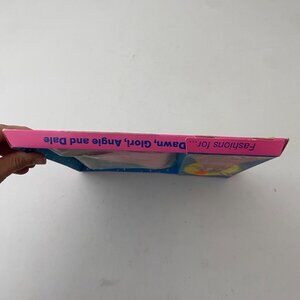 Fashions for.... Dawn, Glori, Angie and Dale